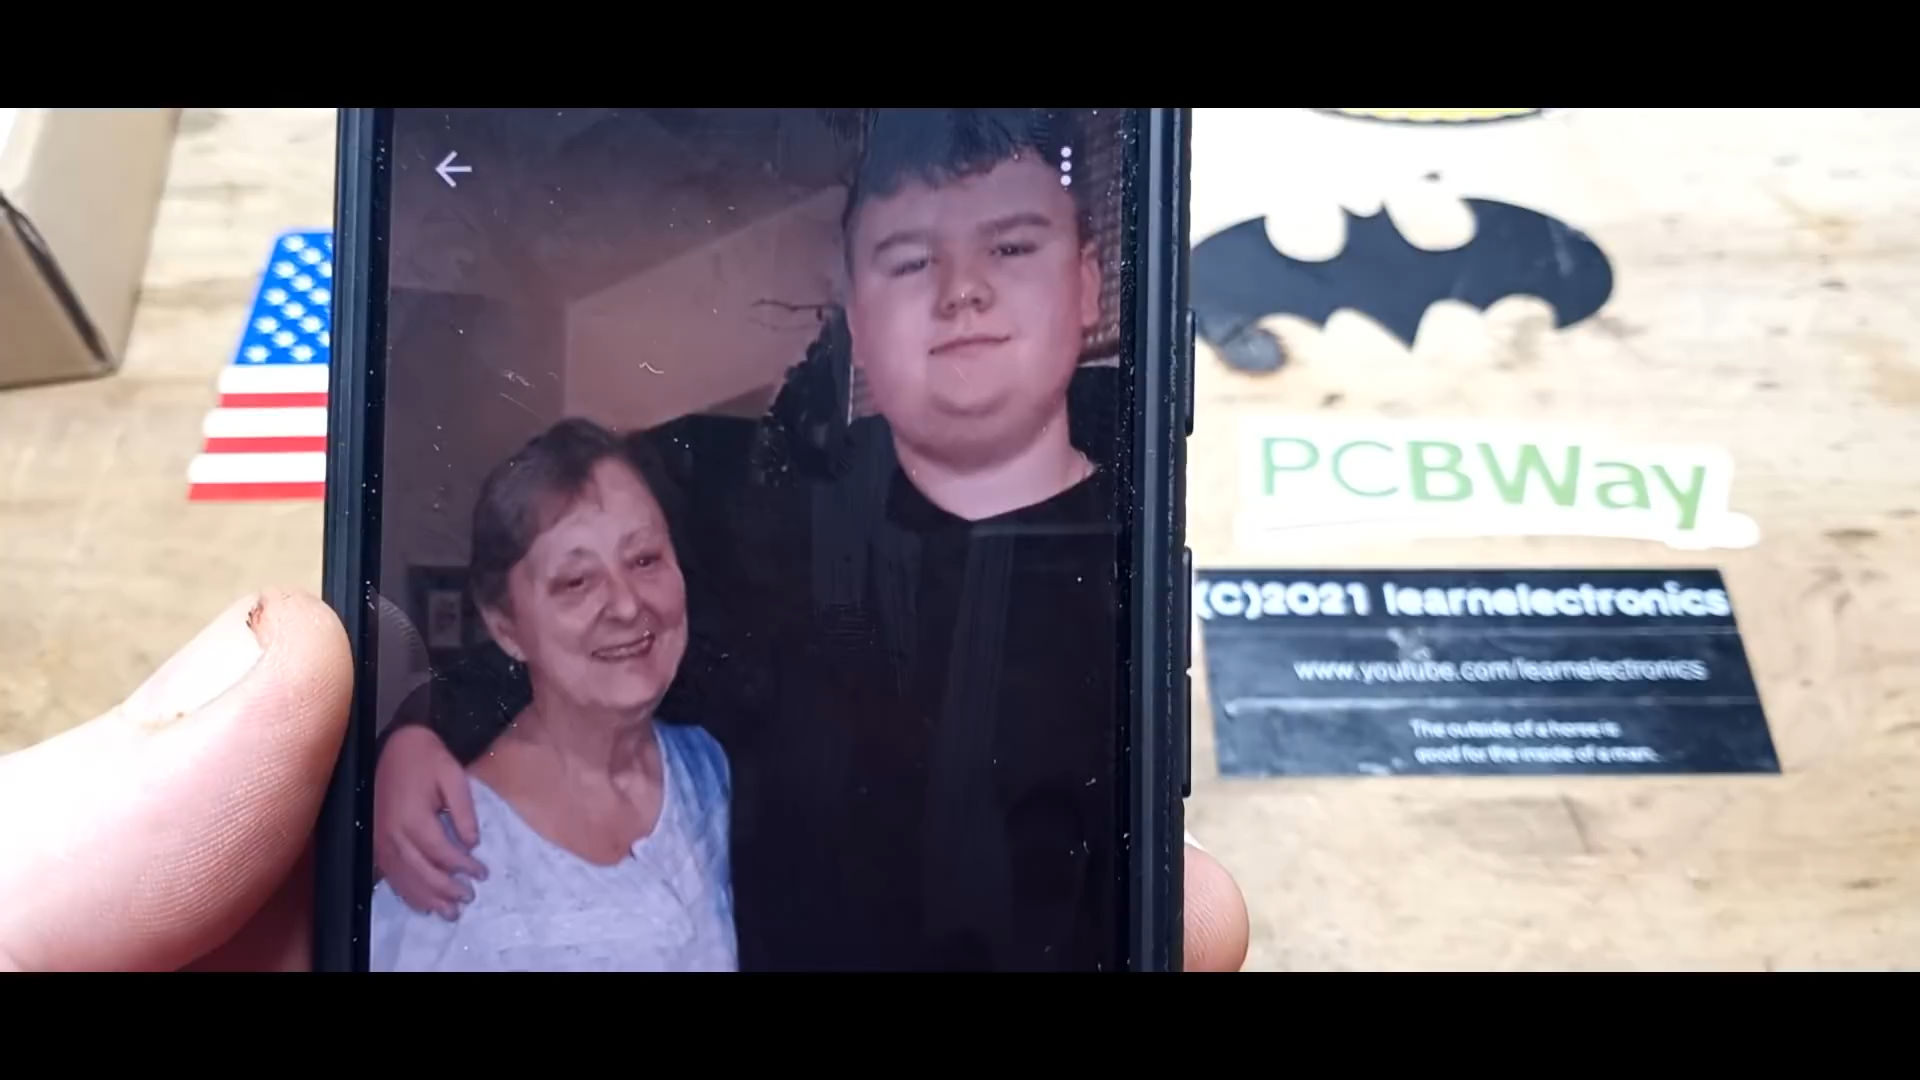 PCBWay
(C)2021 learnelectronics
www.youtube.com/learnelectronics
The outside of a horse is
good for the inside of a man.